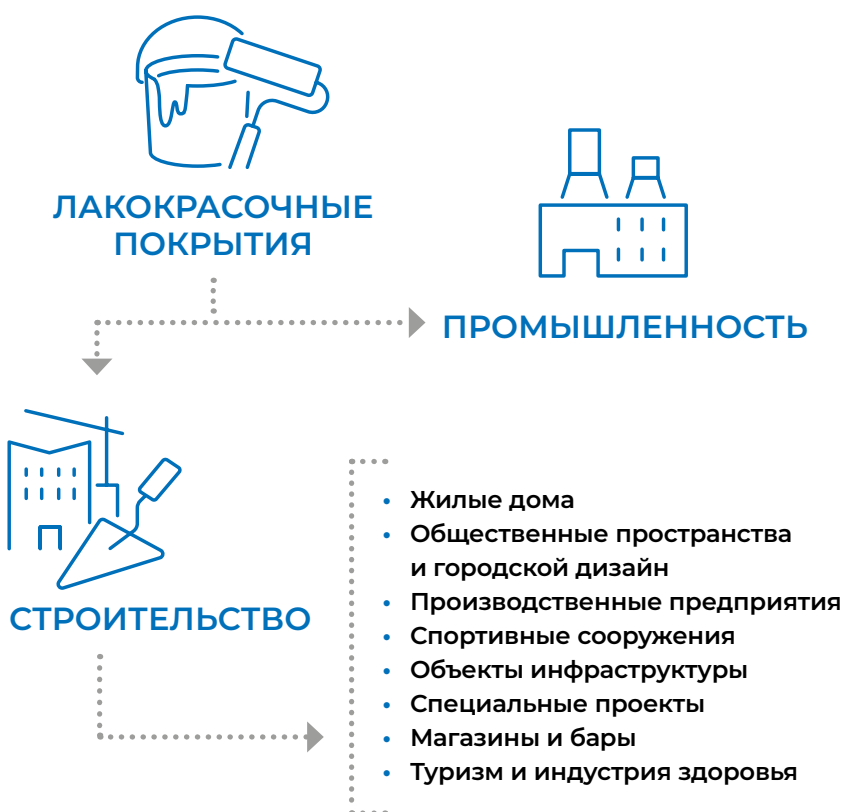 ЛАКОКРАСОЧНЫЕ
ПОКРЫТИЯ
ПРОМЫШЛЕННОСТЬ
СТРОИТЕЛЬСТВО
• Жилые дома
• Общественные пространства
и городской дизайн
• Производственные предприятия
• Спортивные сооружения
• Объекты инфраструктуры
• Специальные проекты
• Магазины и бары
• Туризм и индустрия здоровья